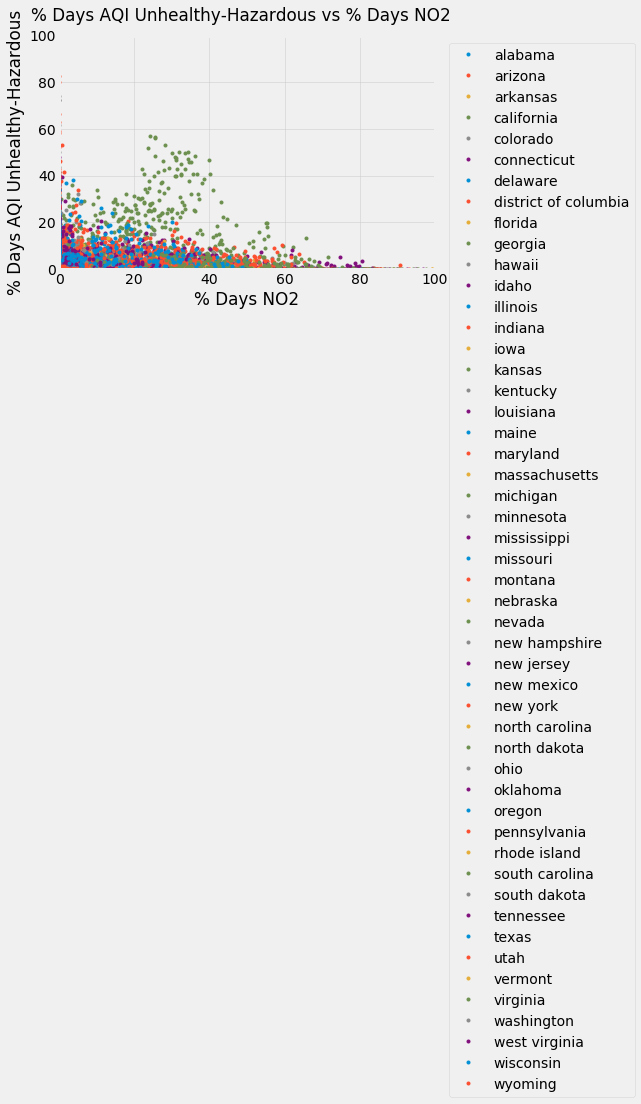 % Days AQI Unhealthy-Hazardous vs % Days NO2
% Days AQI Unhealthy-Hazardous
100
80
60
40
20
0
0 20 40 60 80 100
% Days NO2
alabama
arizona
arkansas
california
colorado
connecticut
delaware
district of columbia
florida
georgia
hawaii
idaho
illinois
indiana
iowa
kansas
kentucky
louisiana
maine
maryland
massachusetts
michigan
minnesota
mississippi
missouri
montana
nebraska
nevada
new hampshire
new jersey
new mexico
new york
north carolina
north dakota
ohio
oklahoma
oregon
pennsylvania
rhode island
south carolina
south dakota
tennessee
texas
utah
vermont
virginia
washington
west virginia
wisconsin
wyoming